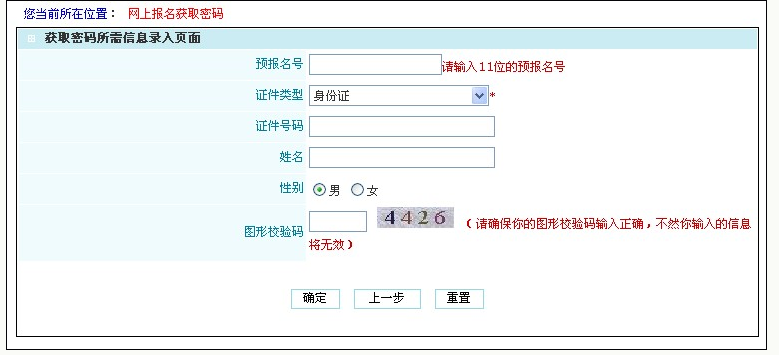 您当前所在位置： 网上报名获取密码
获取密码所需信息录入页面
预报名号 请输入11位的预报名号
证件类型 身份证 *
证件号码
姓名
性别 男 女
图形校验码 4426 （请确保你的图形校验码输入正确，不然你输入的信息
将无效）
确定 上一步 重置